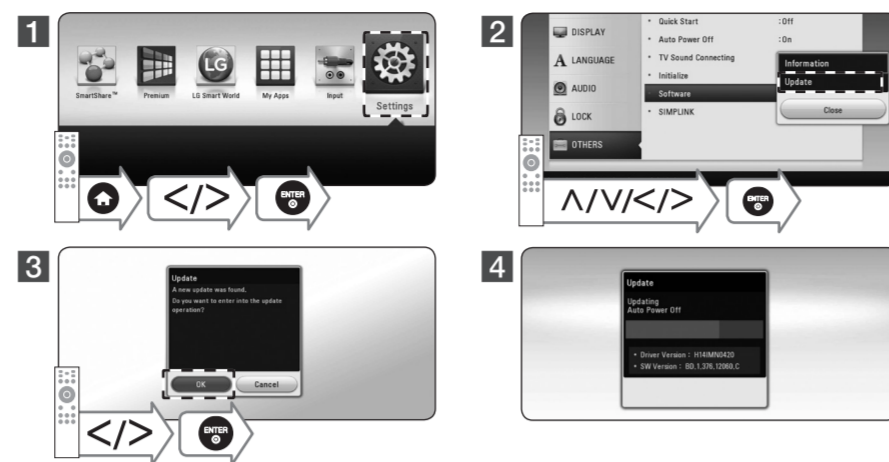 1
LG
SmartShare™
Premium
LG Smart World
My Apps
Input
Settings
</>
ENTER
2
DISPLAY
LANGUAGE
AUDIO
LOCK
OTHERS
• Quick Start :Off
• Auto Power Off :On
• TV Sound Connecting
• Initialize
Software
• SIMPLINK
Information
Update
Close
∧/∨/</>
ENTER
3
Update
A new update was found.
Do you want to enter into the update
operation?
OK Cancel
</>
ENTER
4
Update
Updating
Auto Power Off
• Driver Version : H14IMN0420
• SW Version : BD.1.376.12060.C